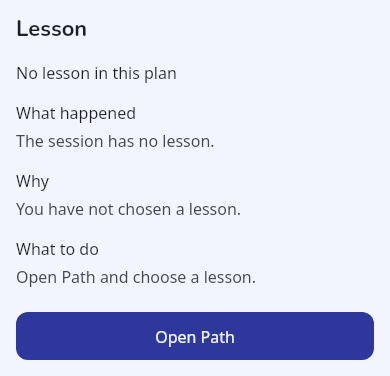 Lesson
No lesson in this plan
What happened
The session has no lesson.
Why
You have not chosen a lesson.
What to do
Open Path and choose a lesson.
Open Path